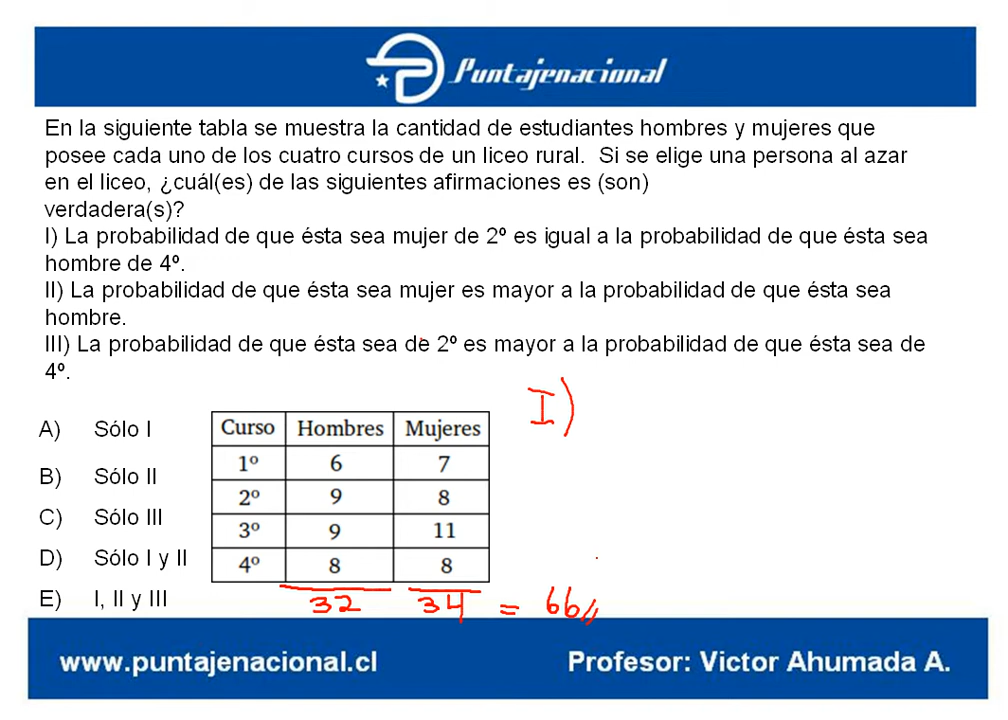 Puntajenacional
En la siguiente tabla se muestra la cantidad de estudiantes hombres y mujeres que
posee cada uno de los cuatro cursos de un liceo rural. Si se elige una persona al azar
en el liceo, ¿cuál(es) de las siguientes afirmaciones es (son)
verdadera(s)?
I) La probabilidad de que ésta sea mujer de 2º es igual a la probabilidad de que ésta sea
hombre de 4º.
II) La probabilidad de que ésta sea mujer es mayor a la probabilidad de que ésta sea
hombre.
III) La probabilidad de que ésta sea de 2º es mayor a la probabilidad de que ésta sea de
4º.
I)
A) Sólo I
B) Sólo II
C) Sólo III
D) Sólo I y II
E) I, II y III
Curso Hombres Mujeres
1º 6 7
2º 9 8
3º 9 11
4º 8 8
32 34 = 66
www.puntajenacional.cl Profesor: Victor Ahumada A.